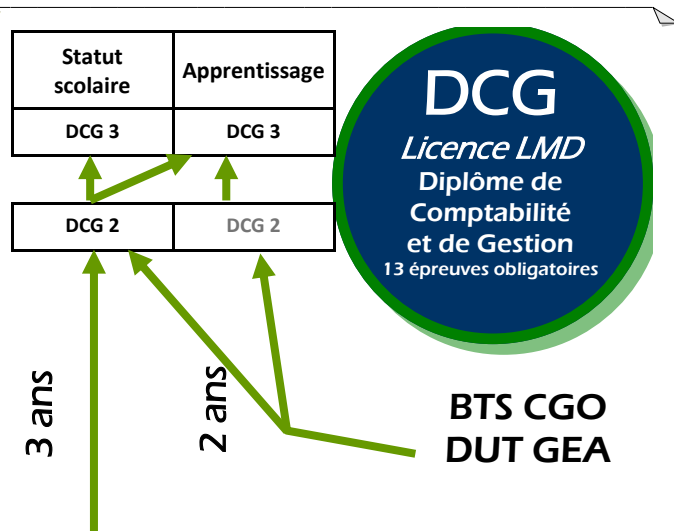 Statut
scolaire
Apprentissage
DCG 3
DCG 3
DCG 2
DCG 2
DCG
Licence LMD
Diplôme de
Comptabilité
et de Gestion
13 épreuves obligatoires
3 ans
2 ans
BTS CGO
DUT GEA